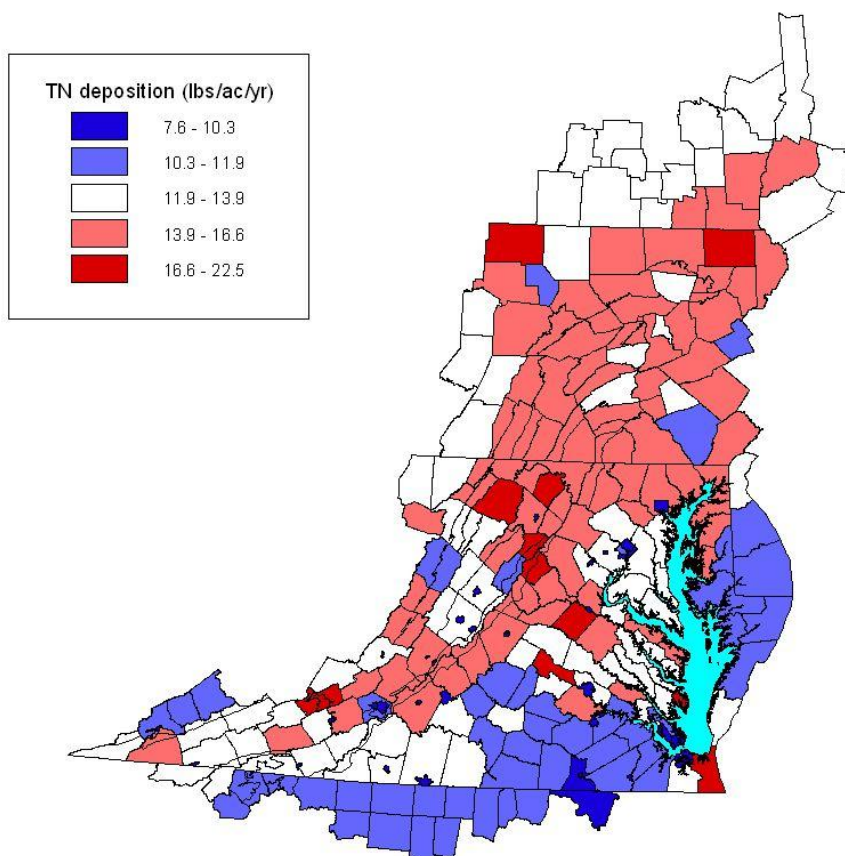 TN deposition (lbs/ac/yr)
7.6 - 10.3
10.3 - 11.9
11.9 - 13.9
13.9 - 16.6
16.6 - 22.5